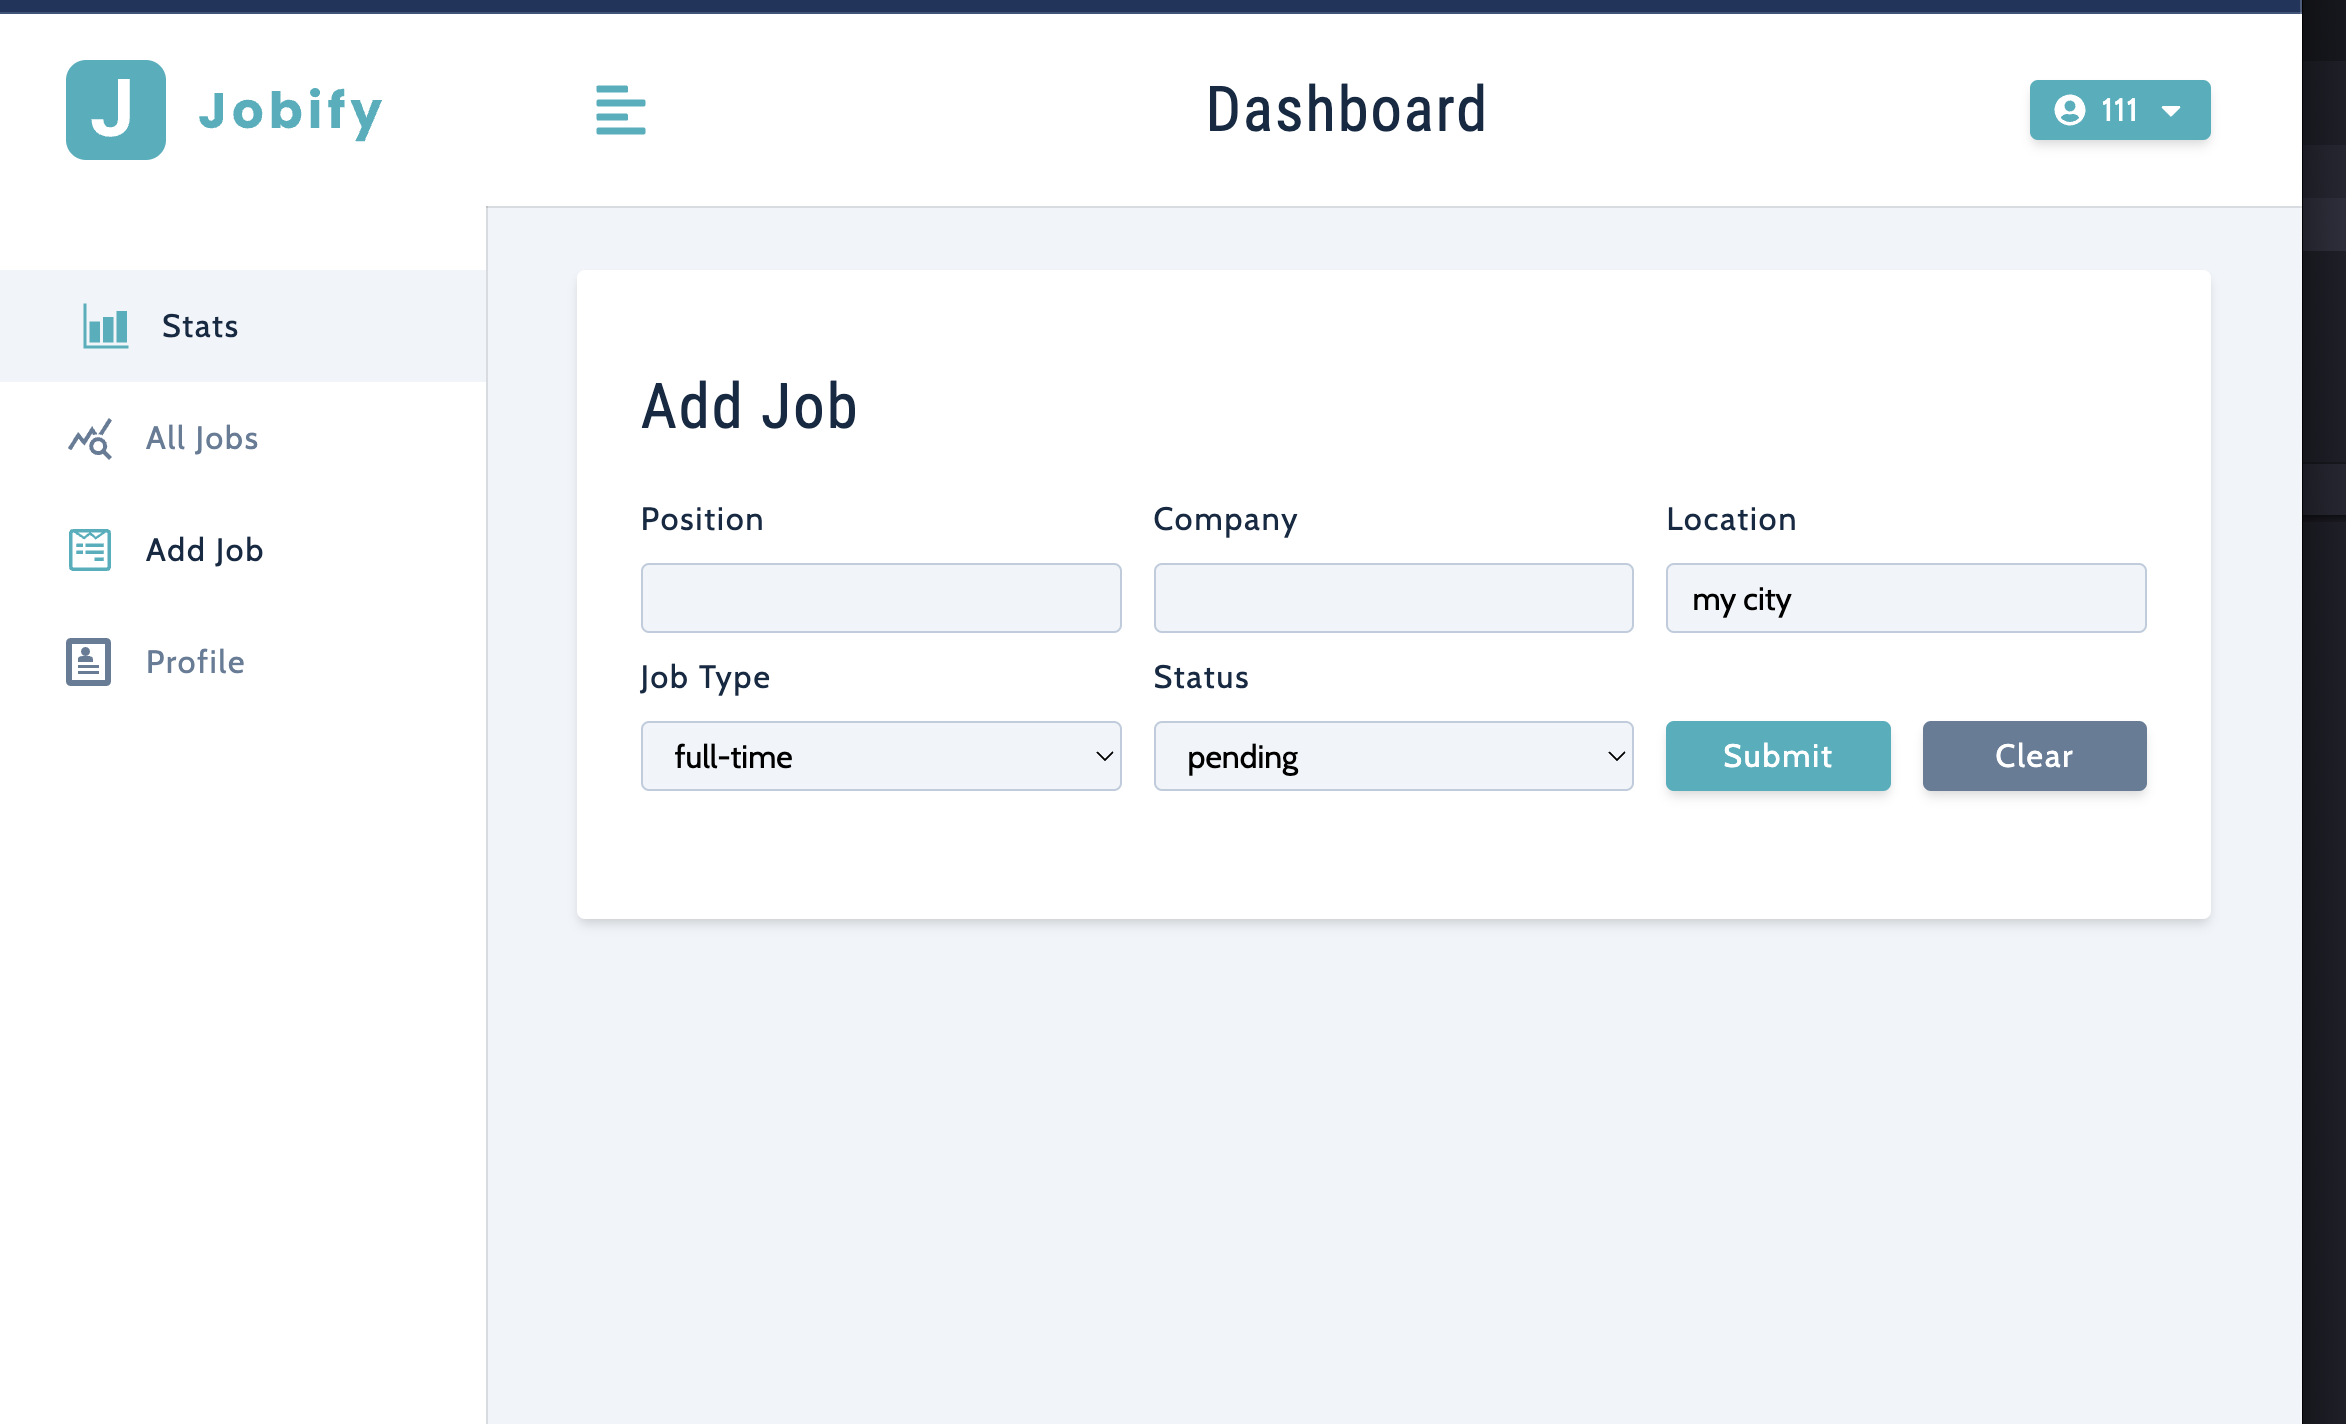 J Jobify
Dashboard
111
Stats
All Jobs
Add Job
Profile
Add Job
Position Company Location
my city
Job Type Status
full-time pending Submit Clear